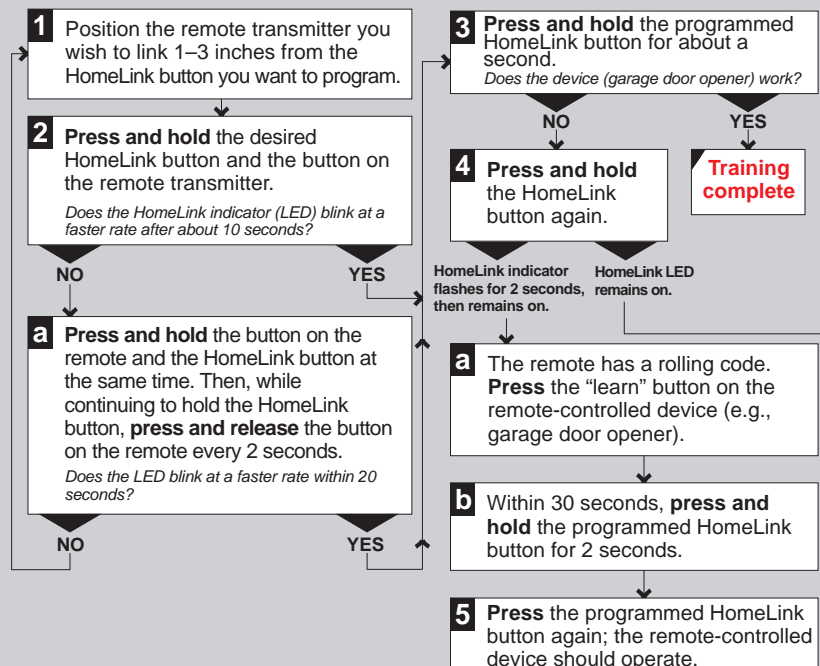 1 Position the remote transmitter you
wish to link 1–3 inches from the
HomeLink button you want to program.
2 Press and hold the desired
HomeLink button and the button on
the remote transmitter.
Does the HomeLink indicator (LED) blink at a
faster rate after about 10 seconds?
NO YES
a Press and hold the button on the
remote and the HomeLink button at
the same time. Then, while
continuing to hold the HomeLink
button, press and release the button
on the remote every 2 seconds.
Does the LED blink at a faster rate within 20
seconds?
NO YES
3 Press and hold the programmed
HomeLink button for about a
second.
Does the device (garage door opener) work?
NO YES
4 Press and hold
the HomeLink
button again.
Training
complete
HomeLink indicator
flashes for 2 seconds,
then remains on.
HomeLink LED
remains on.
a The remote has a rolling code.
Press the “learn” button on the
remote-controlled device (e.g.,
garage door opener).
b Within 30 seconds, press and
hold the programmed HomeLink
button for 2 seconds.
5 Press the programmed HomeLink
button again; the remote-controlled
device should operate.